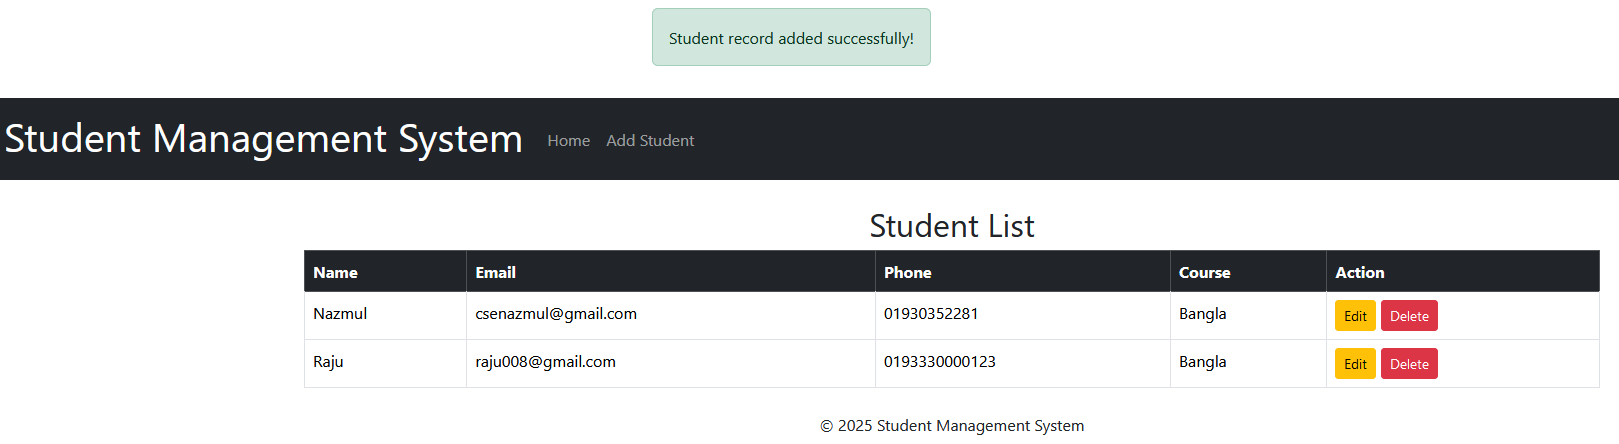 Student record added successfully!
Student Management System Home Add Student
Student List
Name Email Phone Course Action
Nazmul csenazmul@gmail.com 01930352281 Bangla Edit Delete
Raju raju008@gmail.com 0193330000123 Bangla Edit Delete
© 2025 Student Management System